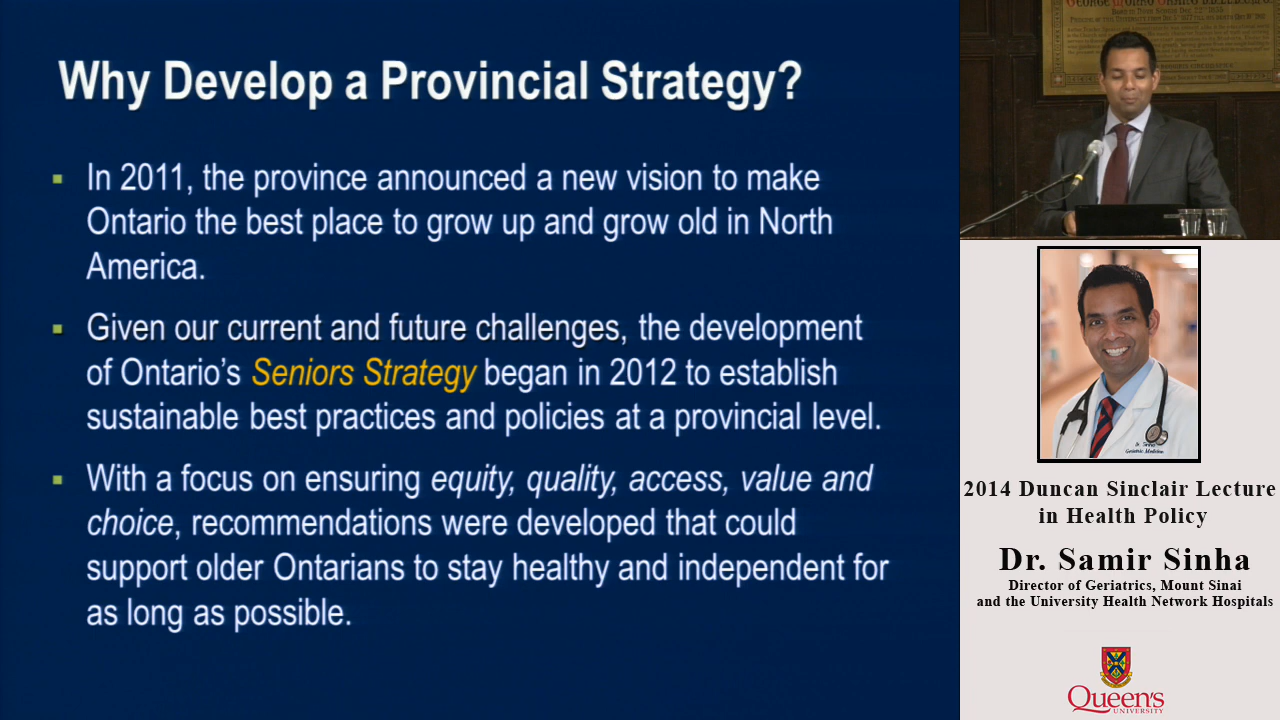 Why Develop a Provincial Strategy?
In 2011, the province announced a new vision to make
Ontario the best place to grow up and grow old in North
America.
Given our current and future challenges, the development
of Ontario's Seniors Strategy began in 2012 to establish
sustainable best practices and policies at a provincial level.
With a focus on ensuring equity, quality, access, value and
choice, recommendations were developed that could
support older Ontarians to stay healthy and independent for
as long as possible.
Dr. Sinha
Geriatric Medicine
2014 Duncan Sinclair Lecture
in Health Policy
Dr. Samir Sinha
Director of Geriatrics, Mount Sinai
and the University Health Network Hospitals
Queen's
UNIVERSITY